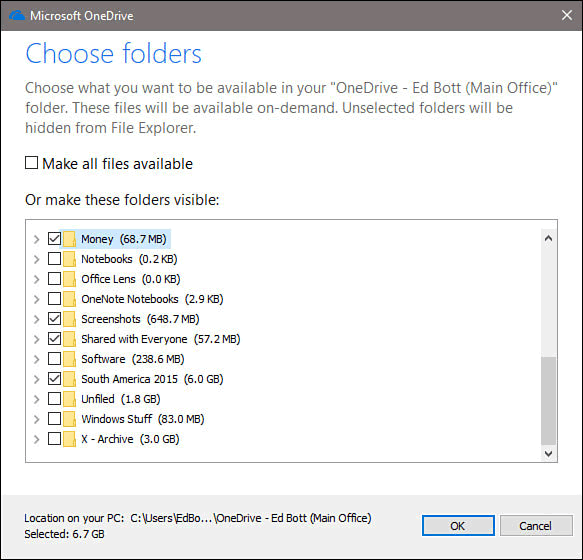 Microsoft OneDrive
Choose folders
Choose what you want to be available in your "OneDrive - Ed Bott (Main Office)"
folder. These files will be available on-demand. Unselected folders will be
hidden from File Explorer.
Make all files available
Or make these folders visible:
Money (68.7 MB)
Notebooks (0.2 KB)
Office Lens (0.0 KB)
OneNote Notebooks (2.9 KB)
Screenshots (648.7 MB)
Shared with Everyone (57.2 MB)
Software (238.6 MB)
South America 2015 (6.0 GB)
Unfiled (1.8 GB)
Windows Stuff (83.0 MB)
X - Archive (3.0 GB)
Location on your PC: C:\Users\EdBo...\OneDrive - Ed Bott (Main Office)
Selected: 6.7 GB
OK Cancel